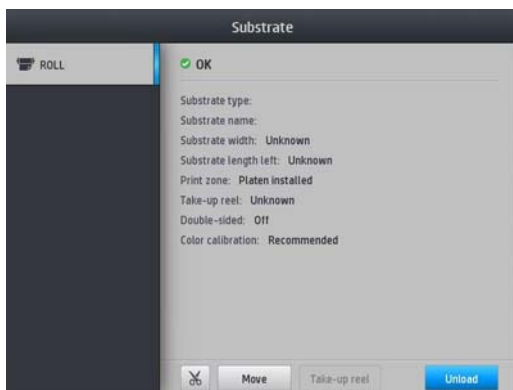 Substrate
ROLL
OK
Substrate type:
Substrate name:
Substrate width: Unknown
Substrate length left: Unknown
Print zone: Platen installed
Take-up reel: Unknown
Double-sided: Off
Color calibration: Recommended
Move Take-up reel Unload